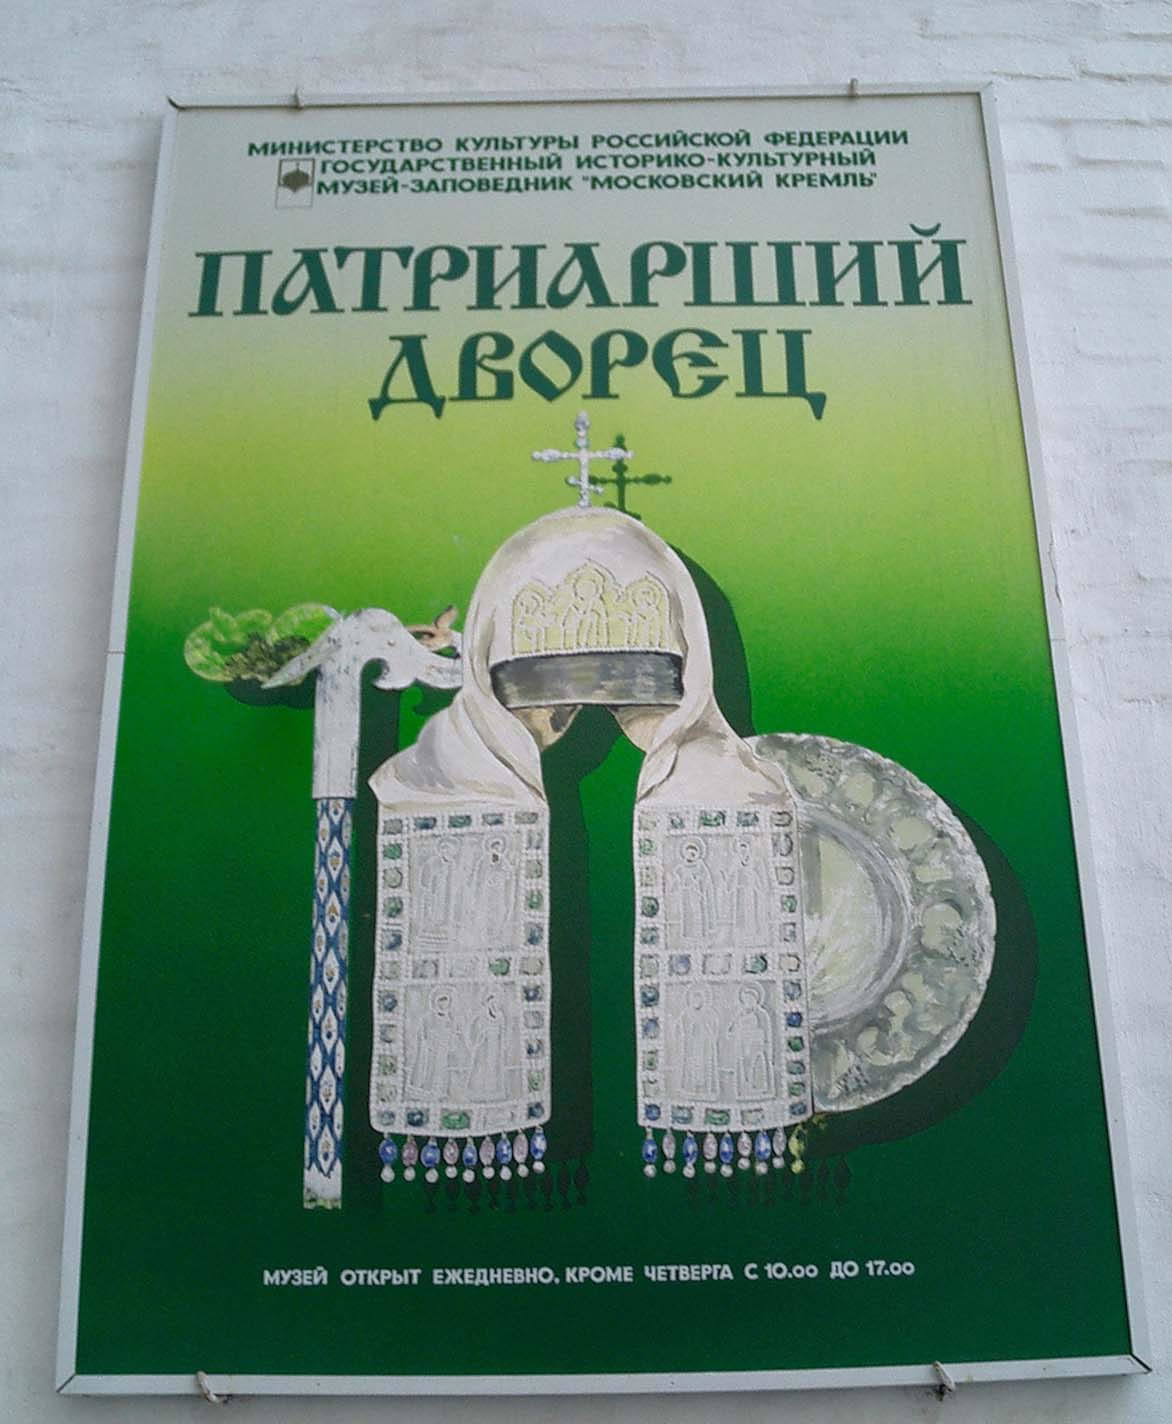 МИНИСТЕРСТВО КУЛЬТУРЫ РОССИЙСКОЙ ФЕДЕРАЦИИ
ГОСУДАРСТВЕННЫЙ ИСТОРИКО-КУЛЬТУРНЫЙ
МУЗЕЙ-ЗАПОВЕДНИК "МОСКОВСКИЙ КРЕМЛЬ"
ПАТРИАРШИЙ
ДВОРЕЦ
МУЗЕЙ ОТКРЫТ ЕЖЕДНЕВНО, КРОМЕ ЧЕТВЕРГА С 10.00 ДО 17.00